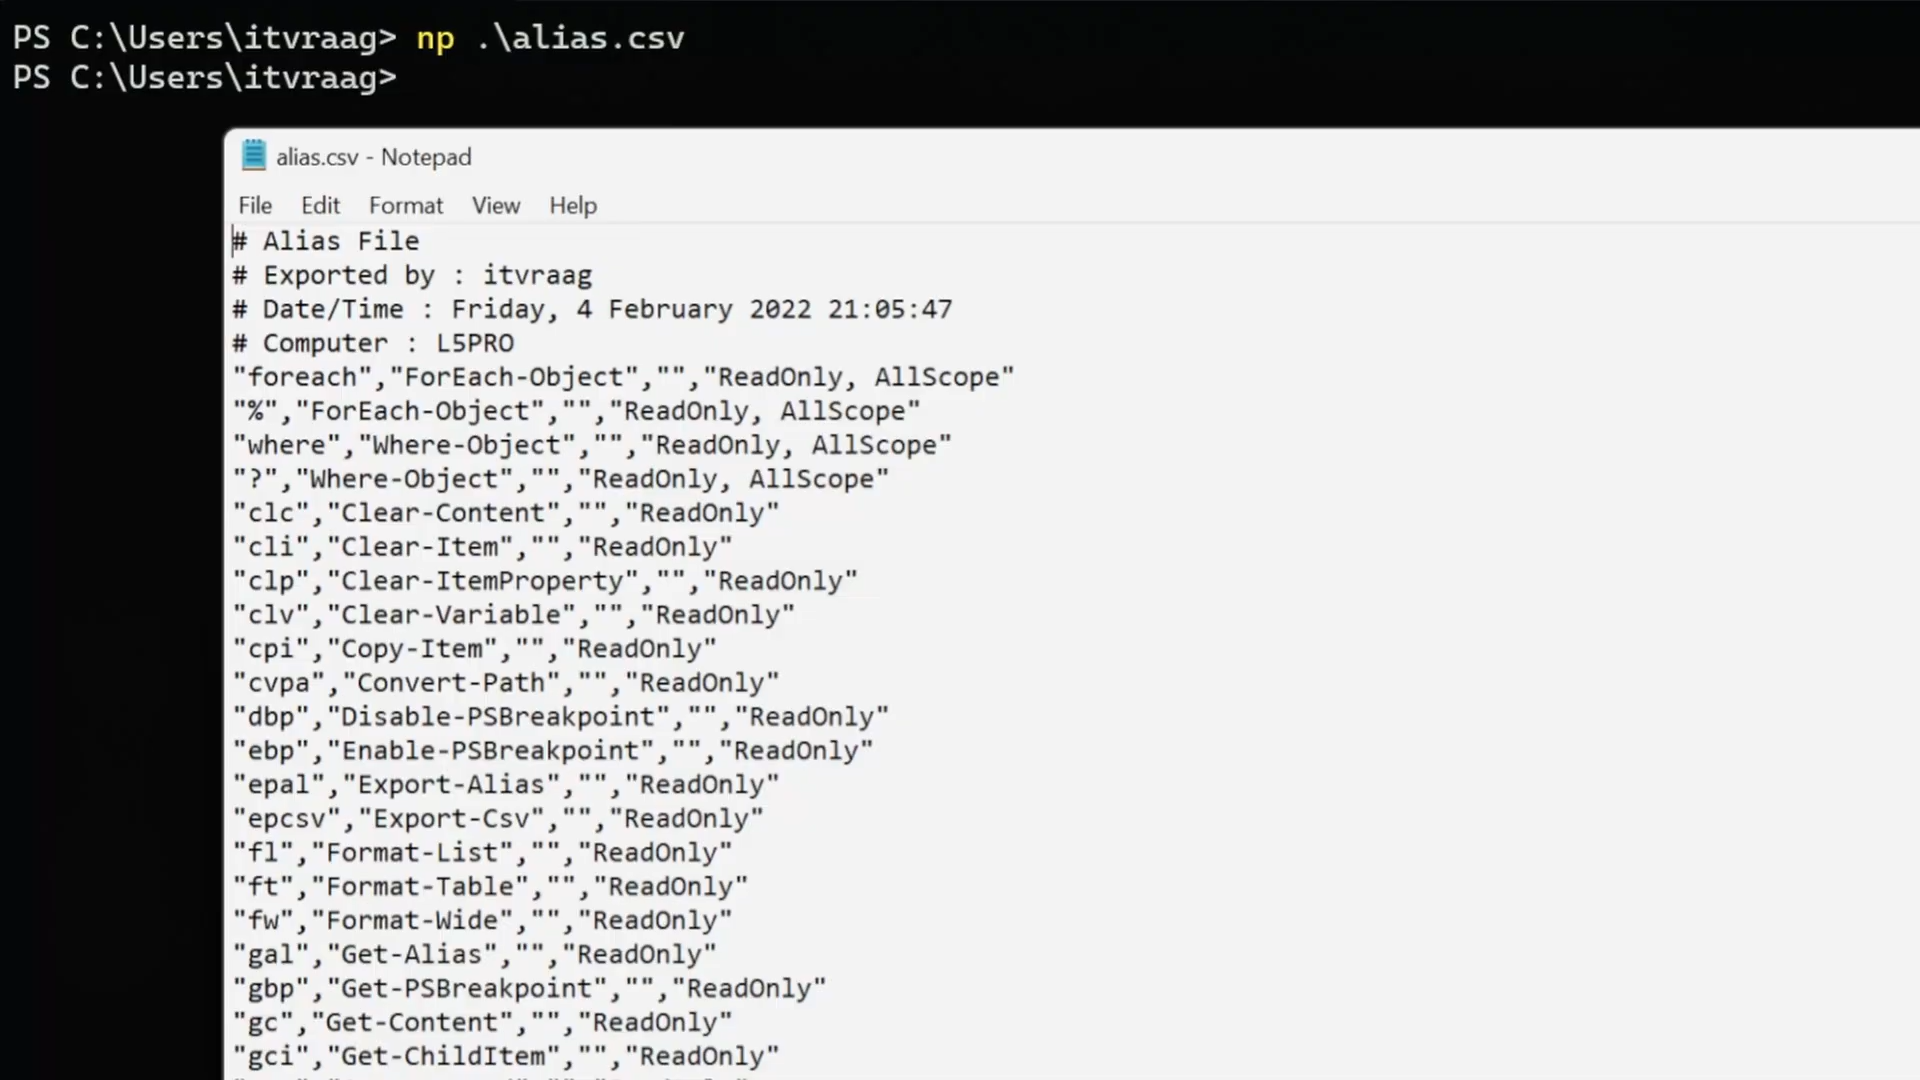 PS C:\Users\itvraag> np .\alias.csv
PS C:\Users\itvraag>
alias.csv - Notepad
File Edit Format View Help
# Alias File
# Exported by : itvraag
# Date/Time : Friday, 4 February 2022 21:05:47
# Computer : L5PRO
"foreach","ForEach-Object","","ReadOnly, AllScope"
"%","ForEach-Object","","ReadOnly, AllScope"
"where","Where-Object","","ReadOnly, AllScope"
"?","Where-Object","","ReadOnly, AllScope"
"clc","Clear-Content","","ReadOnly"
"cli","Clear-Item","","ReadOnly"
"clp","Clear-ItemProperty","","ReadOnly"
"clv","Clear-Variable","","ReadOnly"
"cpi","Copy-Item","","ReadOnly"
"cvpa","Convert-Path","","ReadOnly"
"dbp","Disable-PSBreakpoint","","ReadOnly"
"ebp","Enable-PSBreakpoint","","ReadOnly"
"epal","Export-Alias","","ReadOnly"
"epcsv","Export-Csv","","ReadOnly"
"fl","Format-List","","ReadOnly"
"ft","Format-Table","","ReadOnly"
"fw","Format-Wide","","ReadOnly"
"gal","Get-Alias","","ReadOnly"
"gbp","Get-PSBreakpoint","","ReadOnly"
"gc","Get-Content","","ReadOnly"
"gci","Get-ChildItem","","ReadOnly"